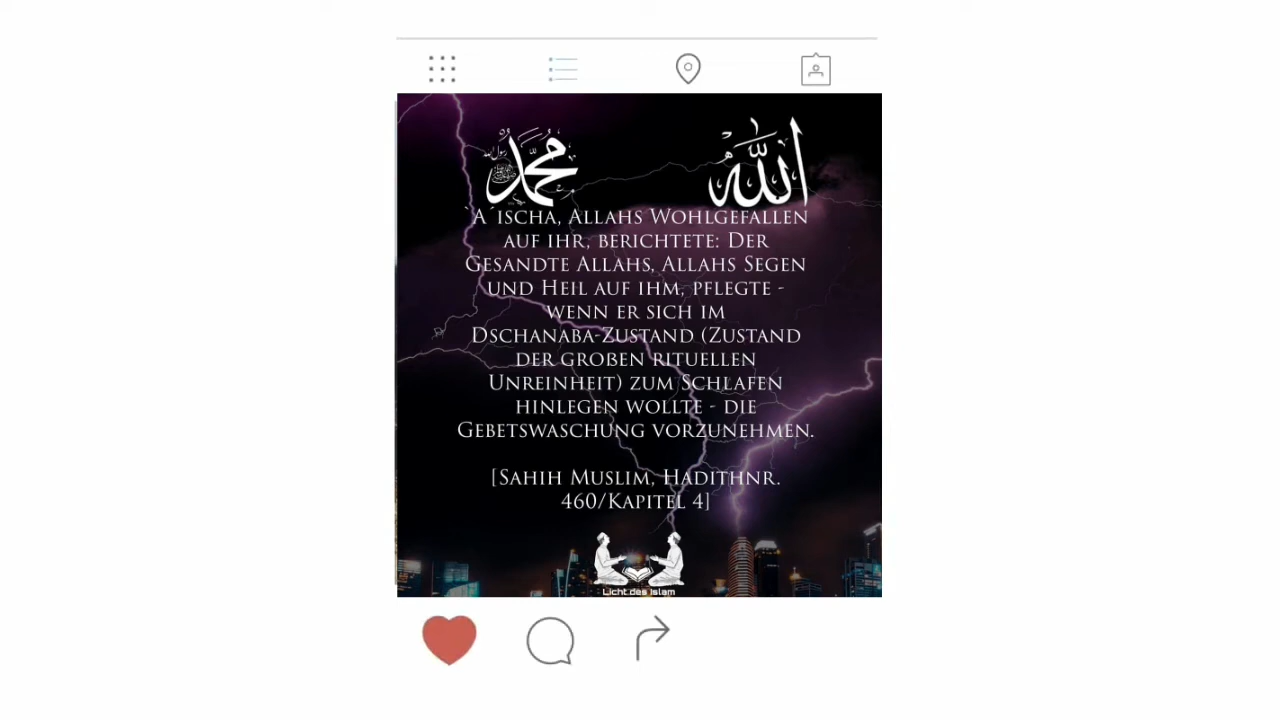 محمد
رسول الله
الله
`A´ISCHA, ALLAHS WOHLGEFALLEN
AUF IHR, BERICHTETE: DER
GESANDTE ALLAHS, ALLAHS SEGEN
UND HEIL AUF IHM, PFLEGTE -
WENN ER SICH IM
DSCHANABA-ZUSTAND (ZUSTAND
DER GROßEN RITUELLEN
UNREINHEIT) ZUM SCHLAFEN
HINLEGEN WOLLTE - DIE
GEBETSWASCHUNG VORZUNEHMEN.
[SAHIH MUSLIM, HADITHNR.
460/KAPITEL 4]
Licht des Islam